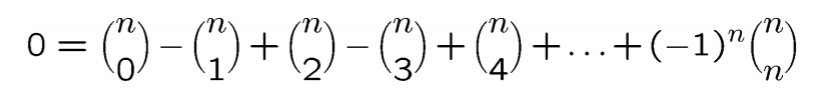 $0 = \binom{n}{0} - \binom{n}{1} + \binom{n}{2} - \binom{n}{3} + \binom{n}{4} + \ldots + (-1)^n \binom{n}{n}$